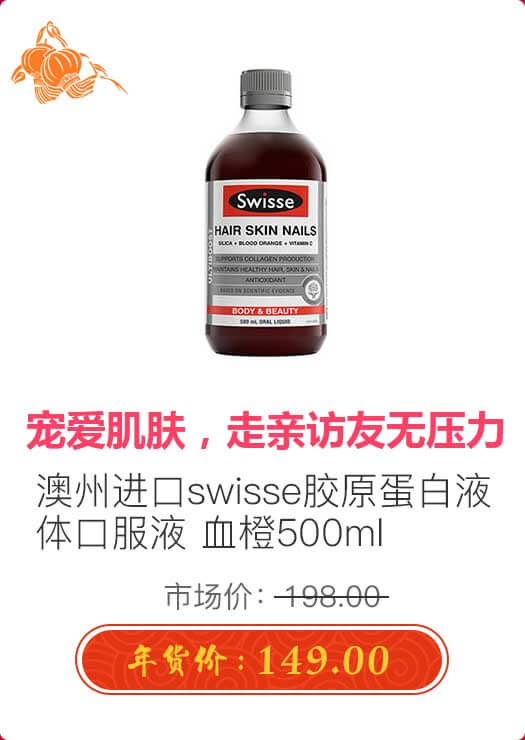 Swisse
ULTIBOOST
HAIR SKIN NAILS
SILICA + BLOOD ORANGE + VITAMIN C
SUPPORTS COLLAGEN PRODUCTION
MAINTAINS HEALTHY HAIR, SKIN & NAILS
ANTIOXIDANT
BASED ON SCIENTIFIC EVIDENCE
BODY & BEAUTY
500 mL ORAL LIQUID
宠爱肌肤，走亲访友无压力
澳州进口swisse胶原蛋白液
体口服液 血橙500ml
市场价：198.00
年货价：149.00